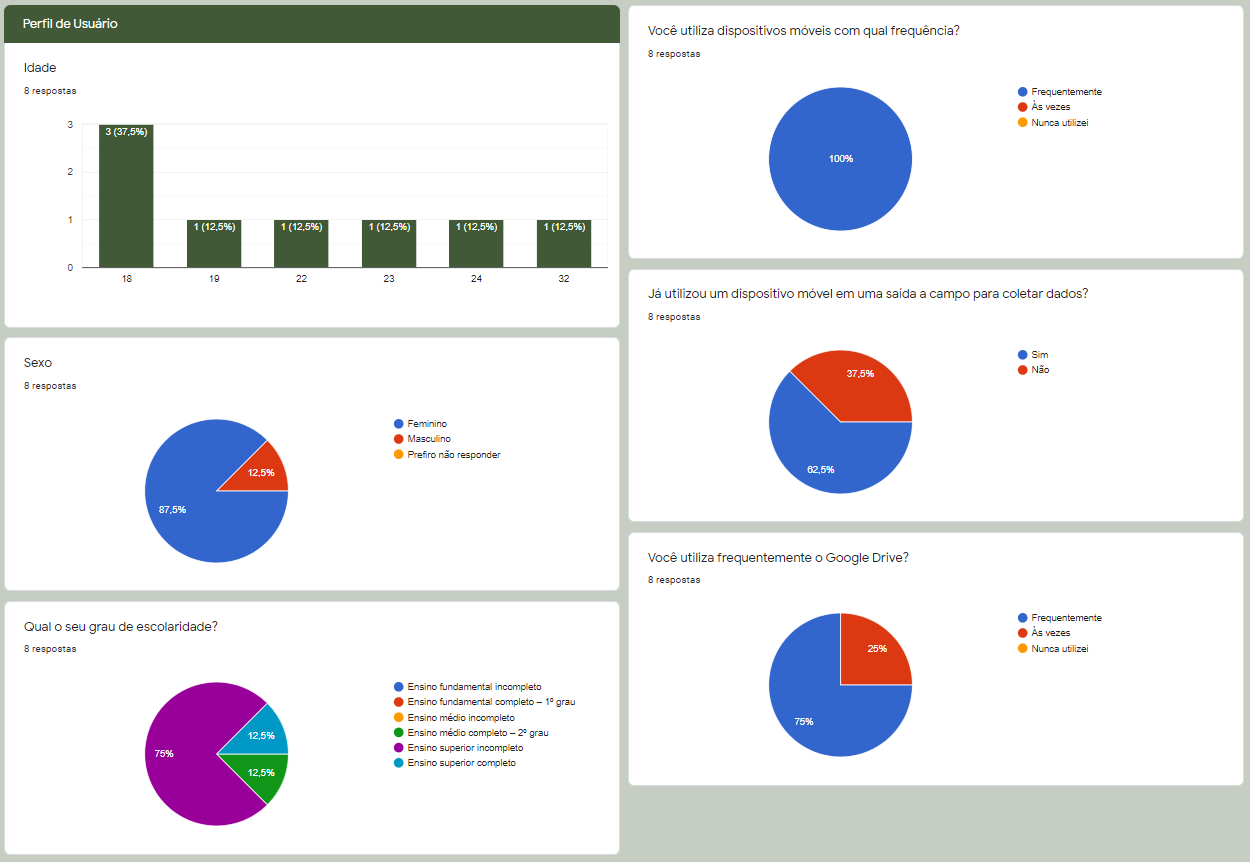 Perfil de Usuário
Idade
8 respostas
3
2
1
0
3 (37,5%)
1 (12,5%)
1 (12,5%)
1 (12,5%)
1 (12,5%)
1 (12,5%)
18
19
22
23
24
32
Sexo
8 respostas
Feminino
Masculino
Prefiro não responder
12,5%
87,5%
Qual o seu grau de escolaridade?
8 respostas
Ensino fundamental incompleto
Ensino fundamental completo – 1º grau
Ensino médio incompleto
Ensino médio completo – 2º grau
Ensino superior incompleto
Ensino superior completo
12,5%
75%
12,5%
Você utiliza dispositivos móveis com qual frequência?
8 respostas
Frequentemente
Às vezes
Nunca utilizei
100%
Já utilizou um dispositivo móvel em uma saída a campo para coletar dados?
8 respostas
Sim
Não
37,5%
62,5%
Você utiliza frequentemente o Google Drive?
8 respostas
Frequentemente
Às vezes
Nunca utilizei
25%
75%